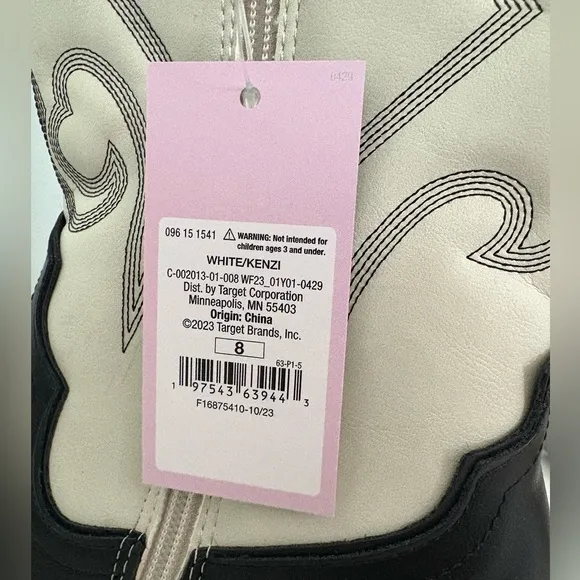 0429
096 15 1541 ⚠ WARNING: Not intended for
children ages 3 and under.
WHITE/KENZI
C-002013-01-008 WF23_01Y01-0429
Dist. by Target Corporation
Minneapolis, MN 55403
Origin: China
©2023 Target Brands, Inc.
8
63-P1-5
1 97543 63944 3
F16875410-10/23